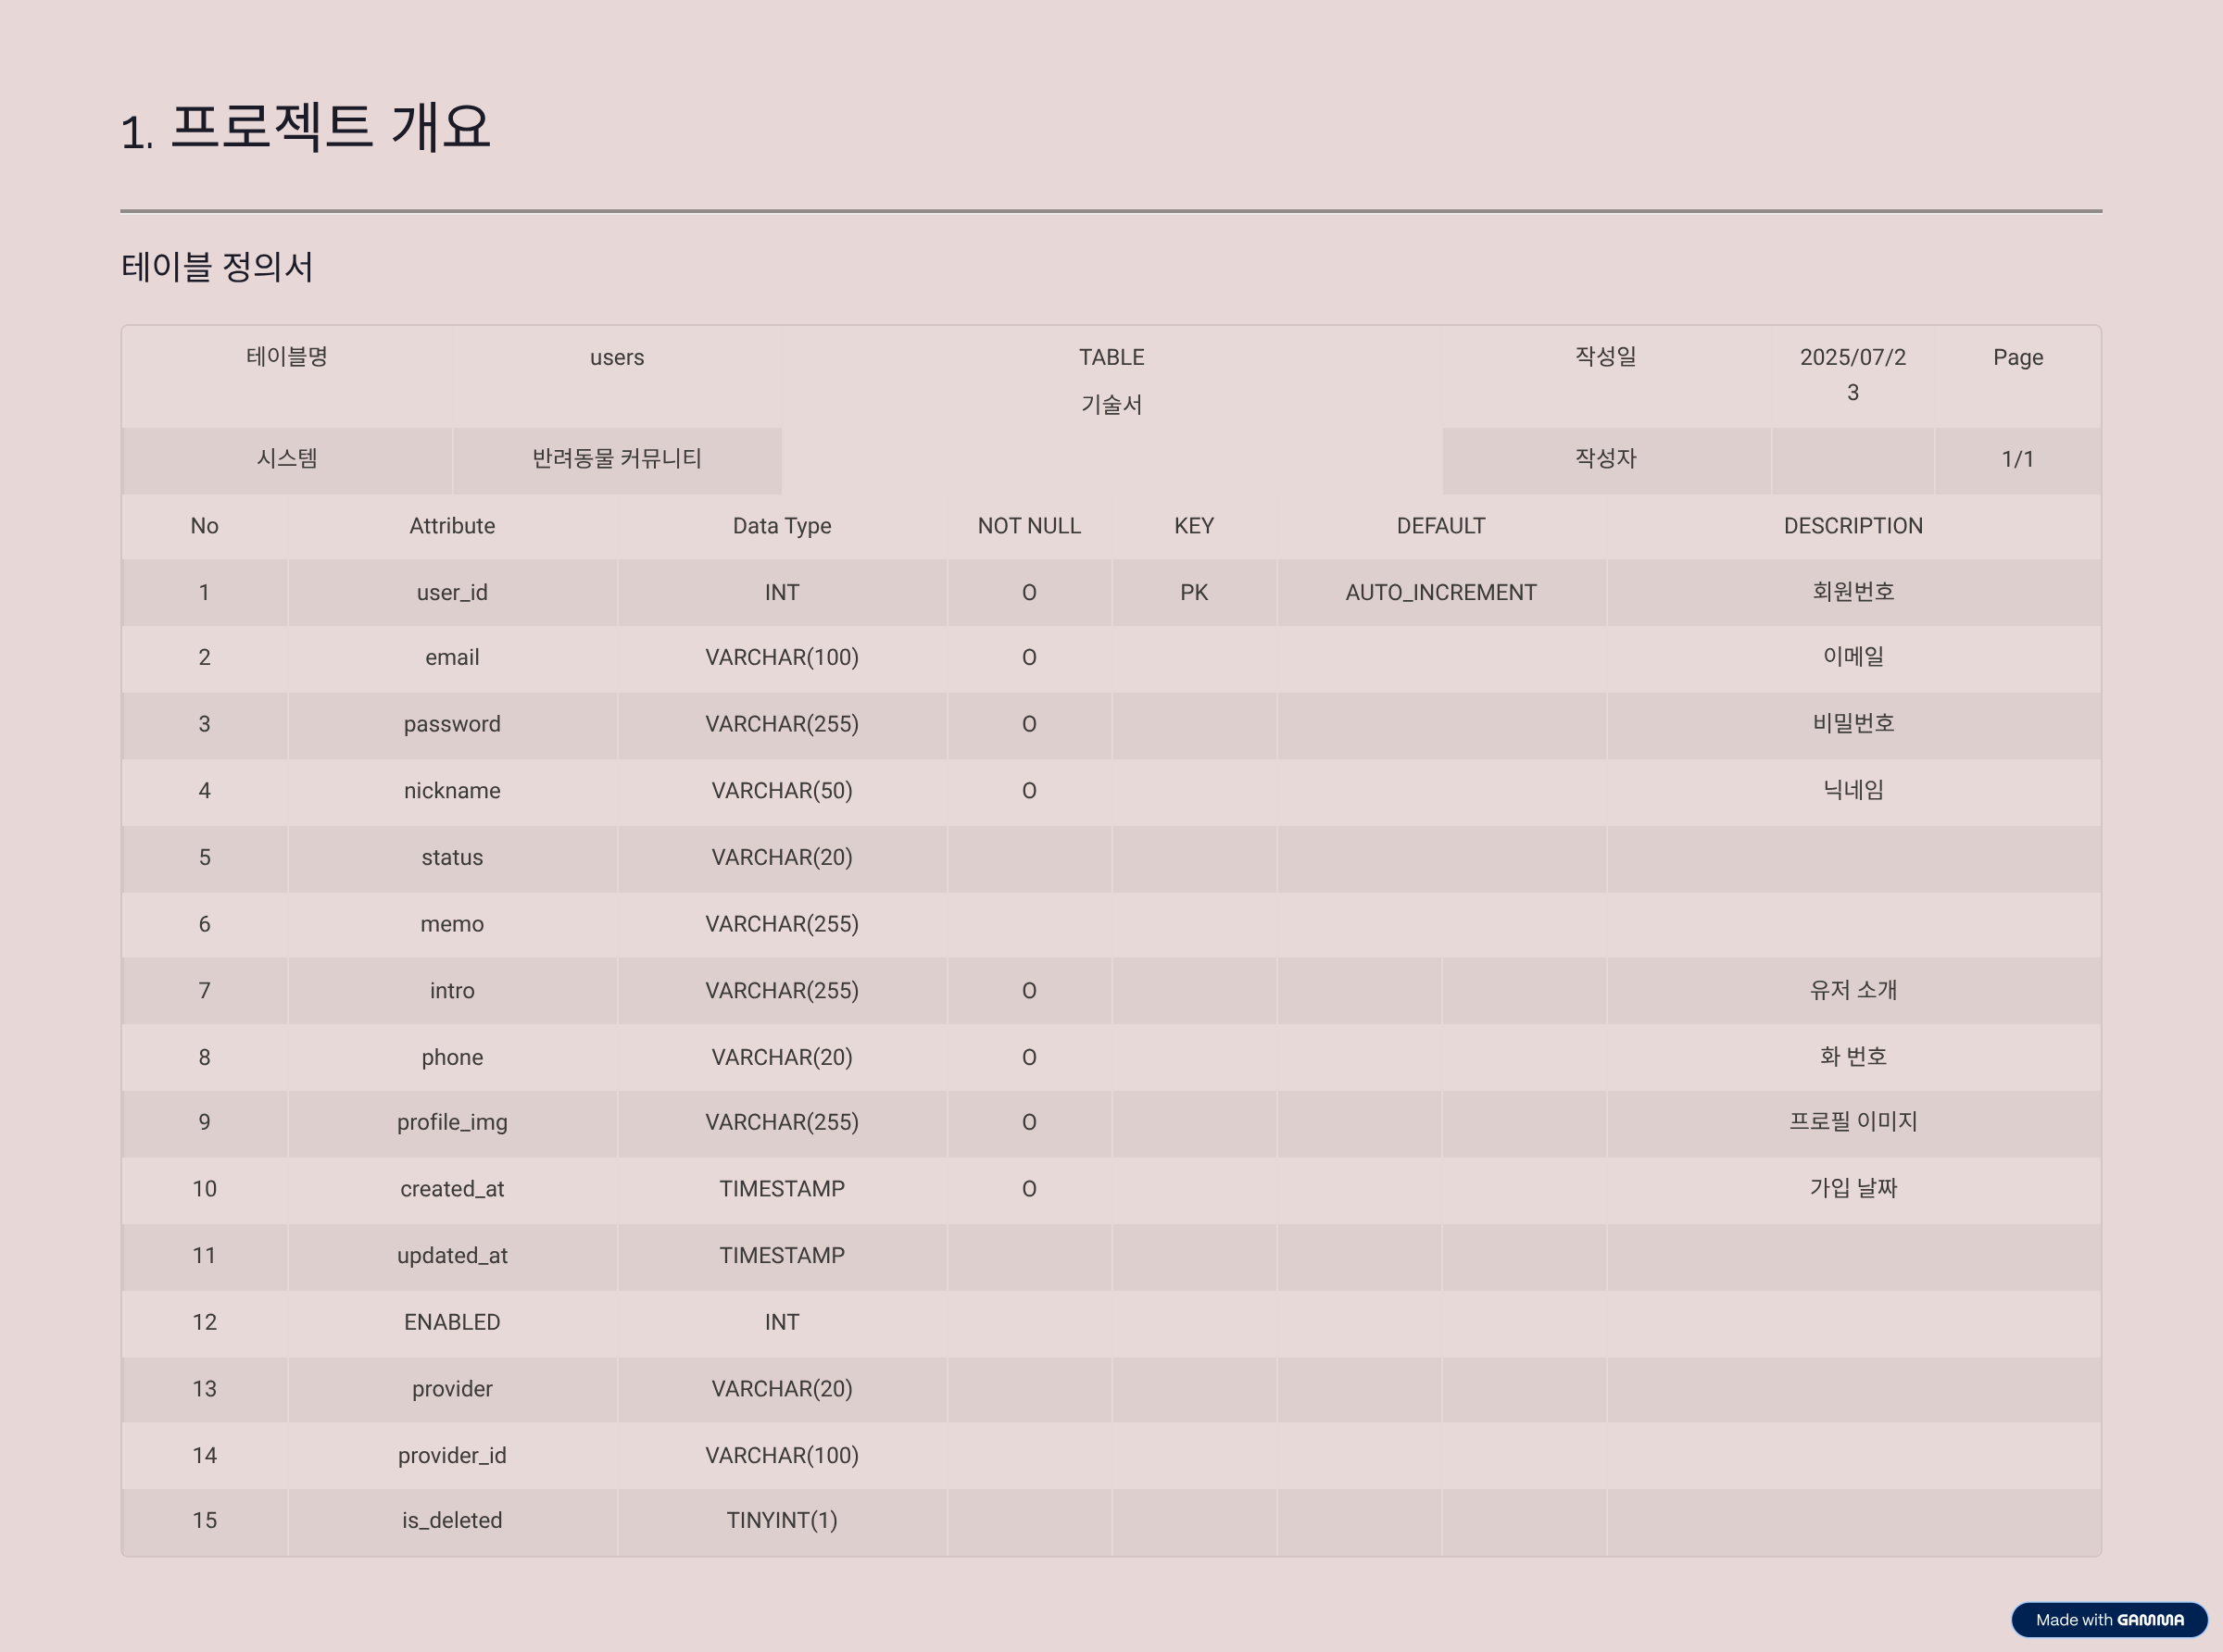 1. 프로젝트 개요
테이블 정의서
테이블명 users TABLE 작성일 2025/07/2 Page
기술서 3
시스템 반려동물 커뮤니티 작성자 1/1
No Attribute Data Type NOT NULL KEY DEFAULT DESCRIPTION
1 user_id INT O PK AUTO_INCREMENT 회원번호
2 email VARCHAR(100) O 이메일
3 password VARCHAR(255) O 비밀번호
4 nickname VARCHAR(50) O 닉네임
5 status VARCHAR(20)
6 memo VARCHAR(255)
7 intro VARCHAR(255) O 유저 소개
8 phone VARCHAR(20) O 화 번호
9 profile_img VARCHAR(255) O 프로필 이미지
10 created_at TIMESTAMP O 가입 날짜
11 updated_at TIMESTAMP
12 ENABLED INT
13 provider VARCHAR(20)
14 provider_id VARCHAR(100)
15 is_deleted TINYINT(1)
Made with GAMMA